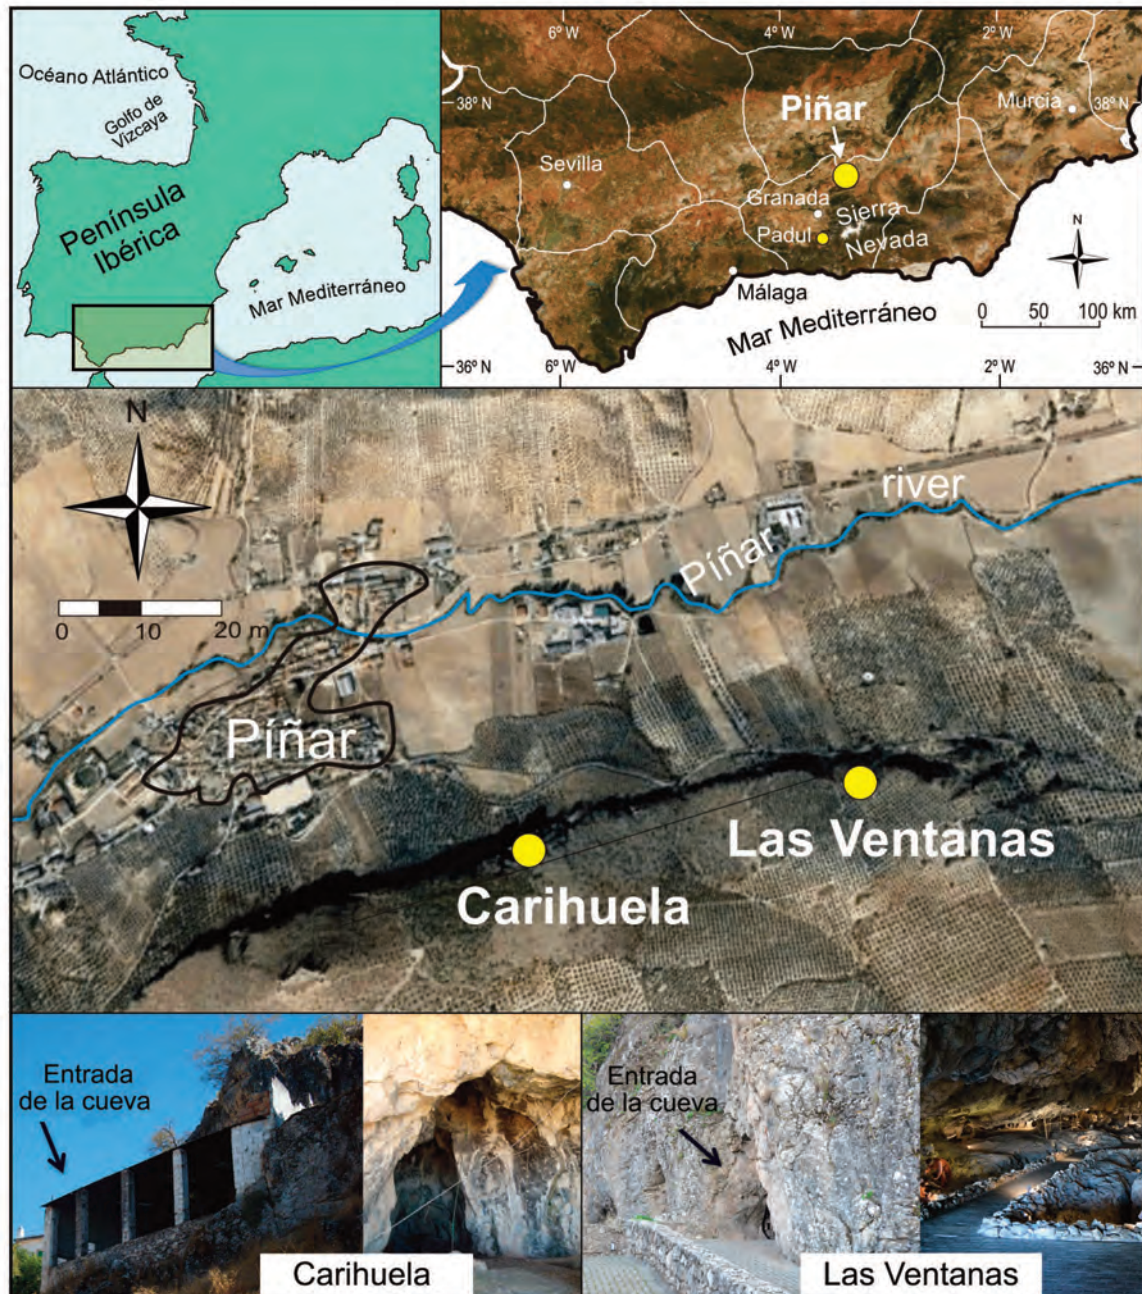 Océano Atlántico
Golfo de
Vizcaya
Península
Ibérica
Mar Mediterráneo
6º W
4º W
2º W
38º N
38º N
Piñar
Murcia
Sevilla
Granada
Sierra
Nevada
Padul
Málaga
Mar Mediterráneo
N
0 50 100 km
36º N
6º W
4º W
2º W
36º N
N
0 10 20 m
Píñar
river
Píñar
Las Ventanas
Carihuela
Entrada
de la cueva
Carihuela
Entrada
de la cueva
Las Ventanas